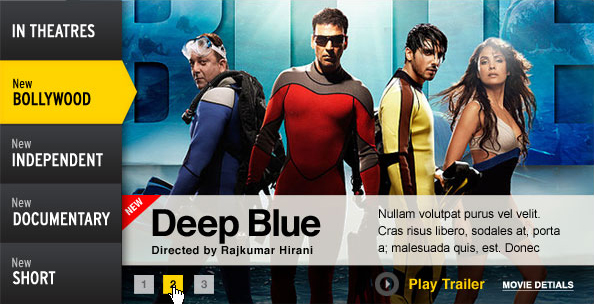 IN THEATRES
New
BOLLYWOOD
New
INDEPENDENT
New
DOCUMENTARY
New
SHORT
BLUE
NEW
Deep Blue
Directed by Rajkumar Hirani
Nullam volutpat purus vel velit.
Cras risus libero, sodales at, porta
a; malesuada quis, est. Donec
1 2 3
Play Trailer
MOVIE DETIALS